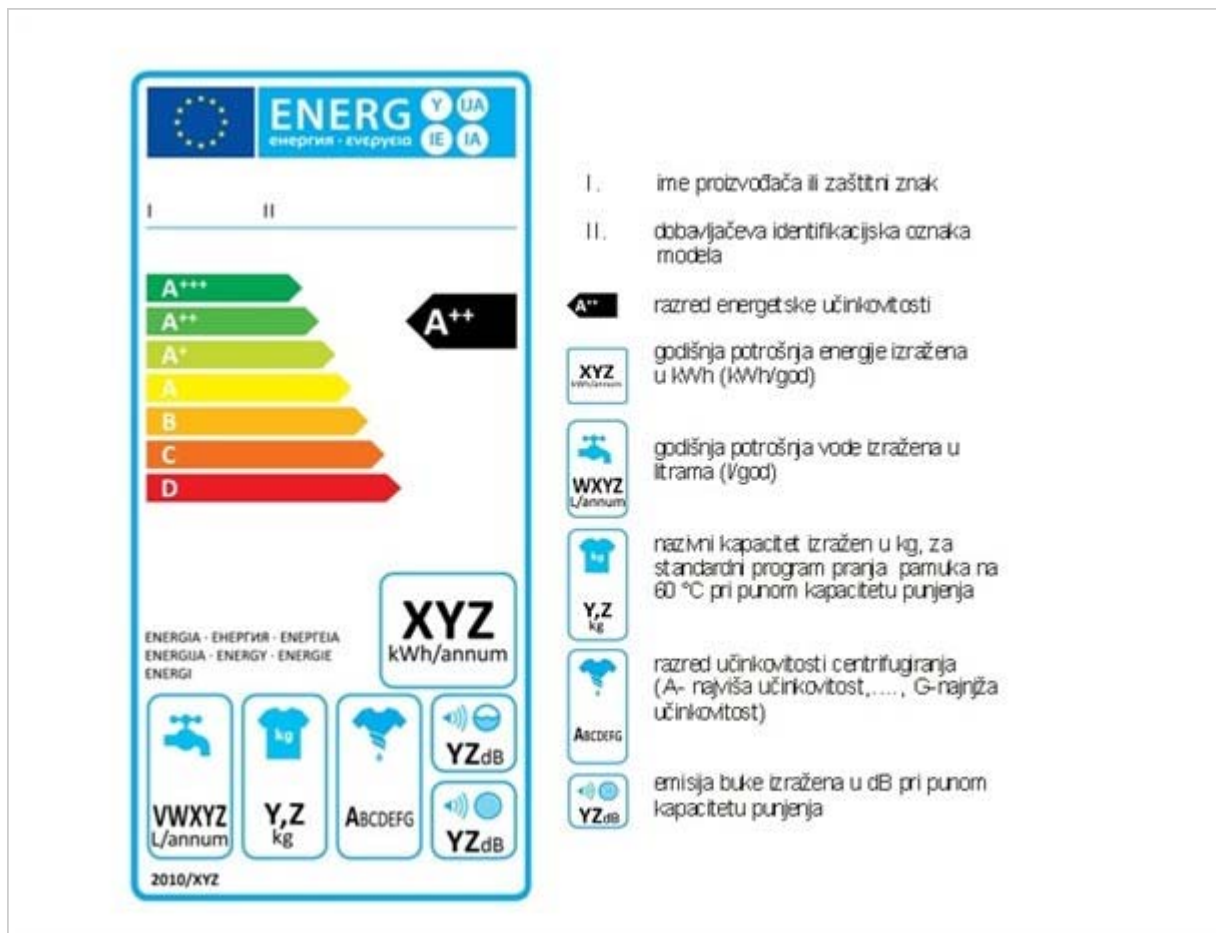 ENERG Y IJA
енергия · ενεργεια IE IA
I II
A+++
A++
A+
A
B
C
D
A++
ENERGIA · ЕНЕРГИЯ · ΕΝΕΡΓΕΙΑ
ENERGIJA · ENERGY · ENERGIE
ENERGI
XYZ
kWh/annum
VWXYZ
L/annum
Y,Z
kg
kg
ABCDEFG
YZdB
YZdB
2010/XYZ
I. ime proizvođača ili zaštitni znak
II. dobavljačeva identifikacijska oznaka
modela
A++ razred energetske učinkovitosti
XYZ
kWh/annum
godišnja potrošnja energije izražena
u kWh (kWh/god)
WXYZ
L/annum
godišnja potrošnja vode izražena u
litrama (l/god)
kg
Y,Z
kg
nazivni kapacitet izražen u kg, za
standardni program pranja pamuka na
60 °C pri punom kapacitetu punjenja
ABCDEFG
razred učinkovitosti centrifugiranja
(A- najviša učinkovitost,...., G-najniža
učinkovitost)
YZdB
emisija buke izražena u dB pri punom
kapacitetu punjenja